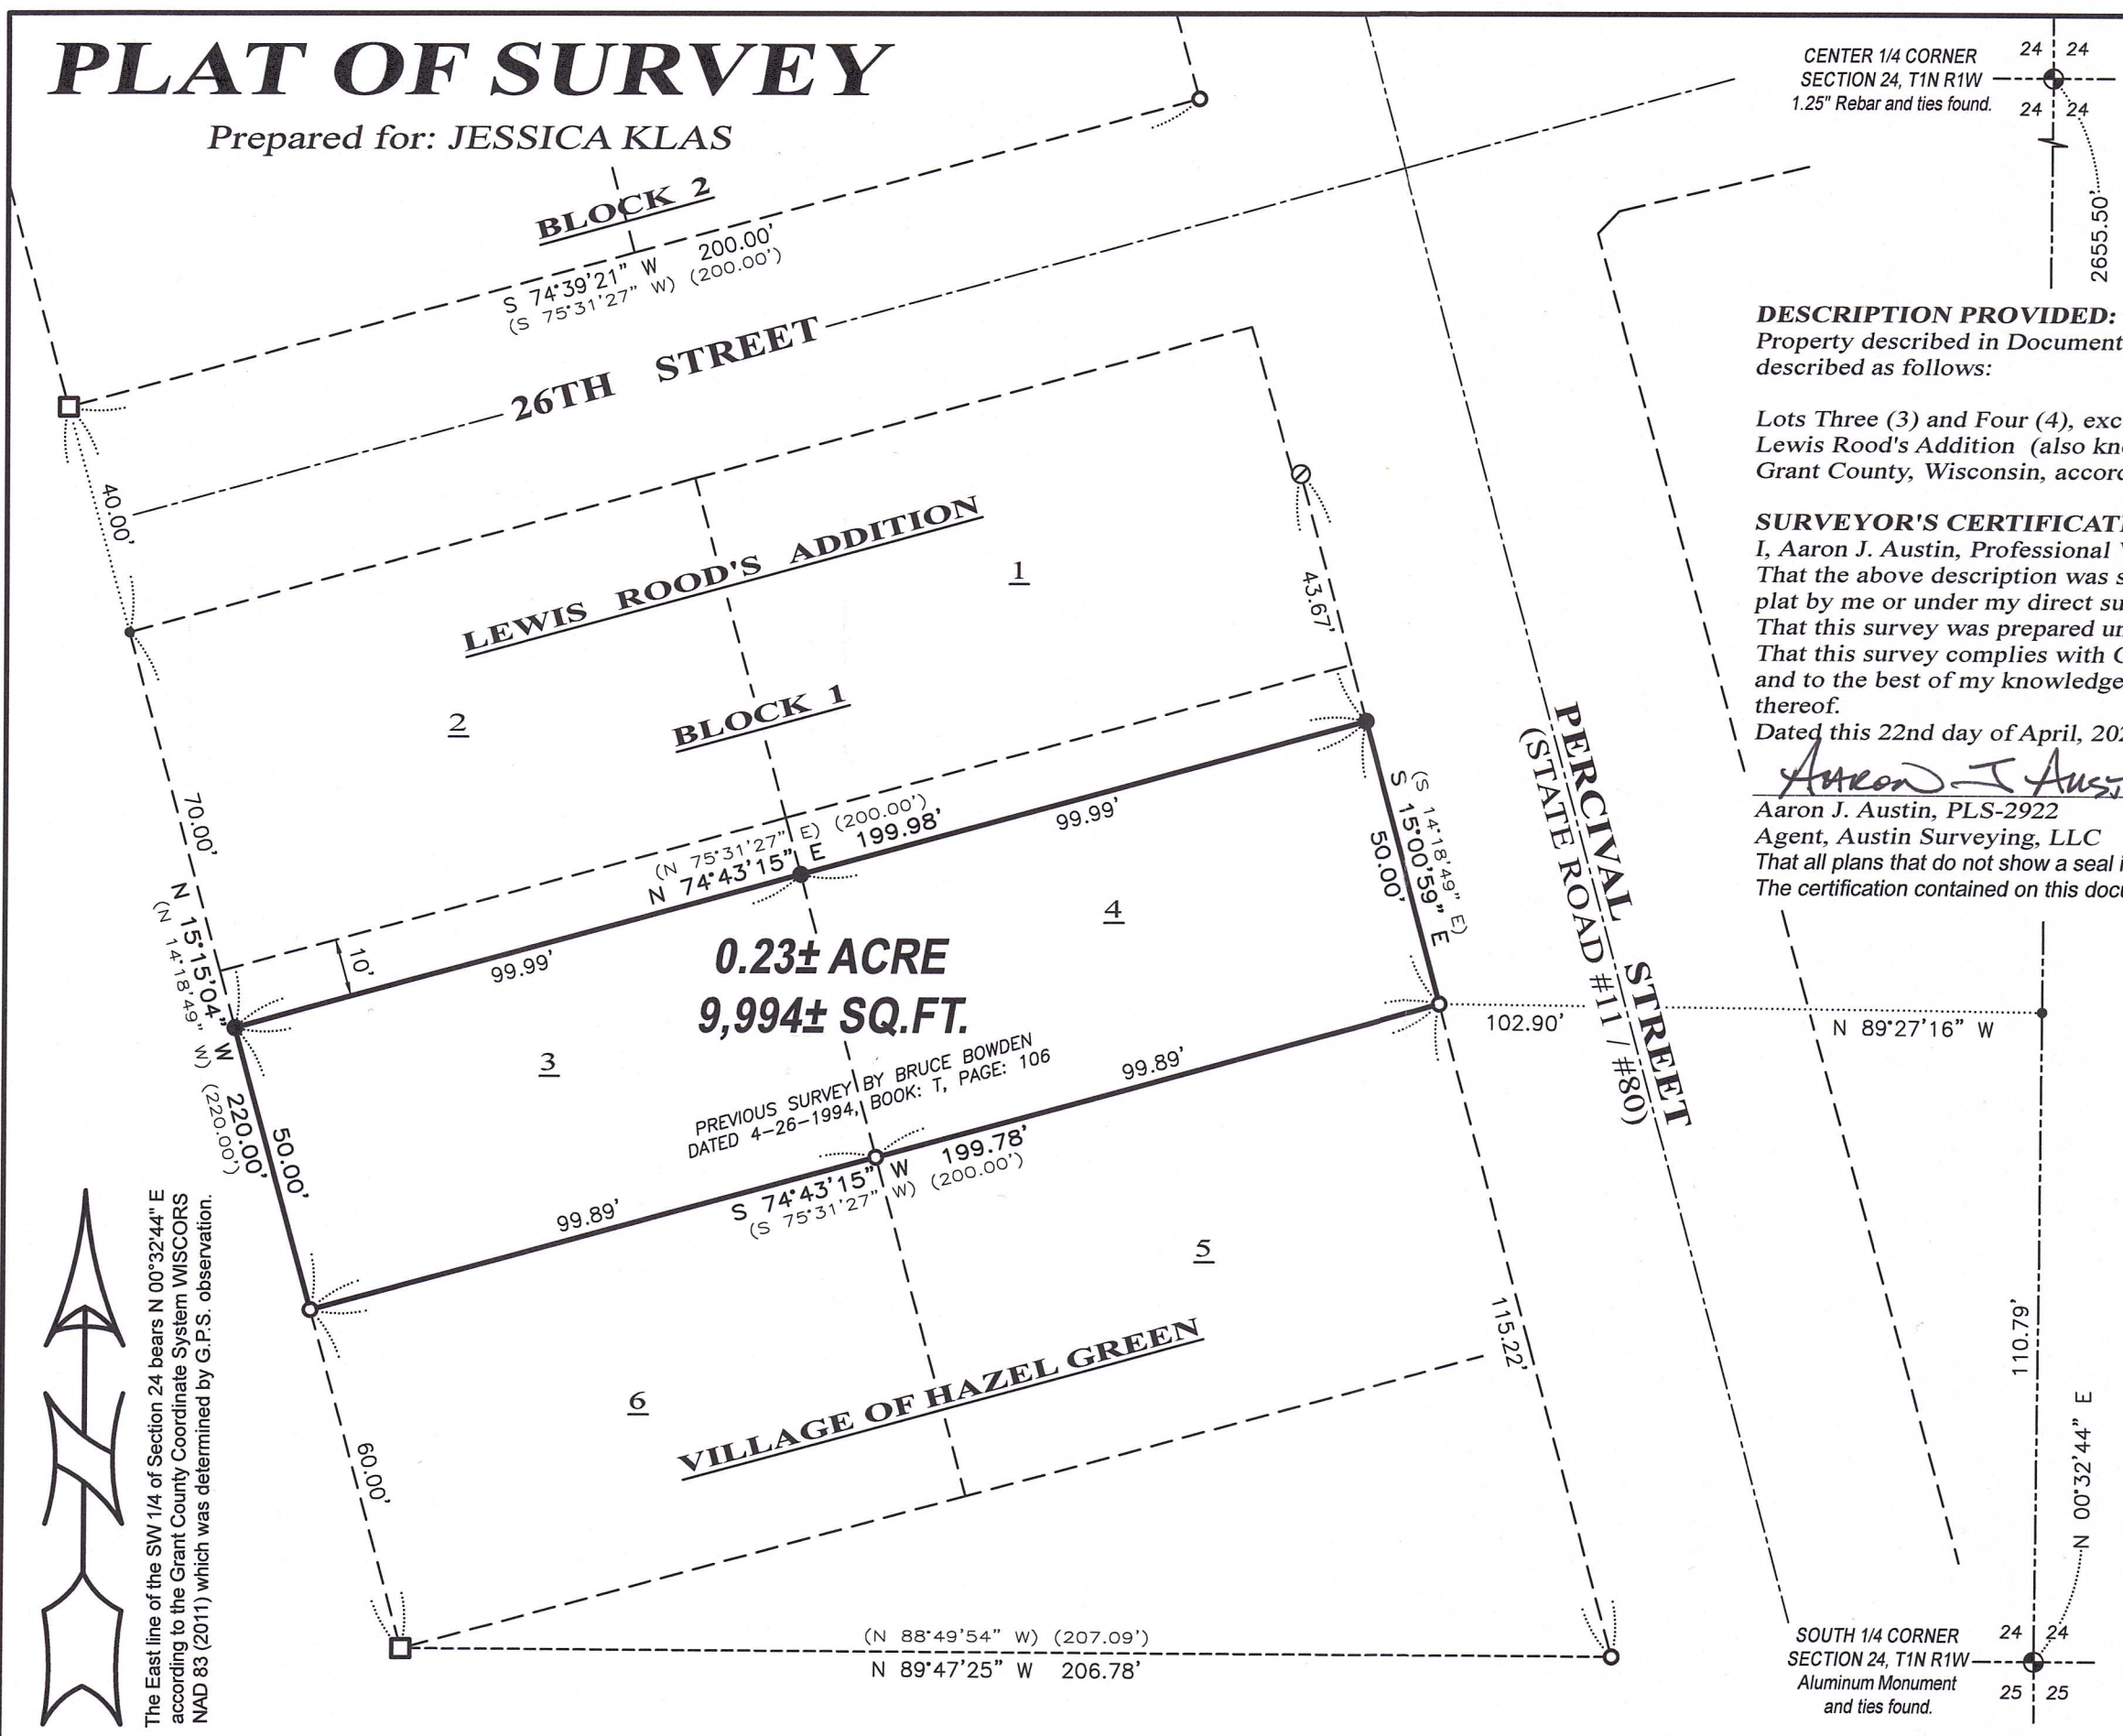 PLAT OF SURVEY
Prepared for: JESSICA KLAS
CENTER 1/4 CORNER
SECTION 24, T1N R1W
1.25" Rebar and ties found.
24 24
24 24
2655.50'
BLOCK 2
S 74°39'21" W 200.00'
(S 75°31'27" W) (200.00')
26TH STREET
40.00'
LEWIS ROOD'S ADDITION
1
43.67'
2
BLOCK 1
70.00'
(N 75°31'27" E) (200.00')
N 74°43'15" E 199.98'
99.99'
99.99'
10'
(S 14°18'49" E)
S 15°00'59" E
50.00'
N 15°15'04" W 220.00'
(N 14°18'49" W) (220.00')
50.00'
4
0.23± ACRE
9,994± SQ.FT.
3
PREVIOUS SURVEY BY BRUCE BOWDEN
DATED 4-26-1994, BOOK: T, PAGE: 106
99.89'
99.89'
S 74°43'15" W 199.78'
(S 75°31'27" W) (200.00')
PERCIVAL STREET
(STATE ROAD #11 / #80)
102.90'
N 89°27'16" W
5
6
VILLAGE OF HAZEL GREEN
115.22'
60.00'
110.79'
N 00°32'44" E
(N 88°49'54" W) (207.09')
N 89°47'25" W 206.78'
DESCRIPTION PROVIDED:
Property described in Document
described as follows:
Lots Three (3) and Four (4), exc
Lewis Rood's Addition (also kn
Grant County, Wisconsin, accor
SURVEYOR'S CERTIFICAT
I, Aaron J. Austin, Professional
That the above description was s
plat by me or under my direct su
That this survey was prepared un
That this survey complies with
and to the best of my knowledge
thereof.
Dated this 22nd day of April, 202
Aaron J Aust
Aaron J. Austin, PLS-2922
Agent, Austin Surveying, LLC
That all plans that do not show a seal i
The certification contained on this docu
N
The East line of the SW 1/4 of Section 24 bears N 00°32'44" E
according to the Grant County Coordinate System WISCORS
NAD 83 (2011) which was determined by G.P.S. observation.
SOUTH 1/4 CORNER
SECTION 24, T1N R1W
Aluminum Monument
and ties found.
24 24
25 25